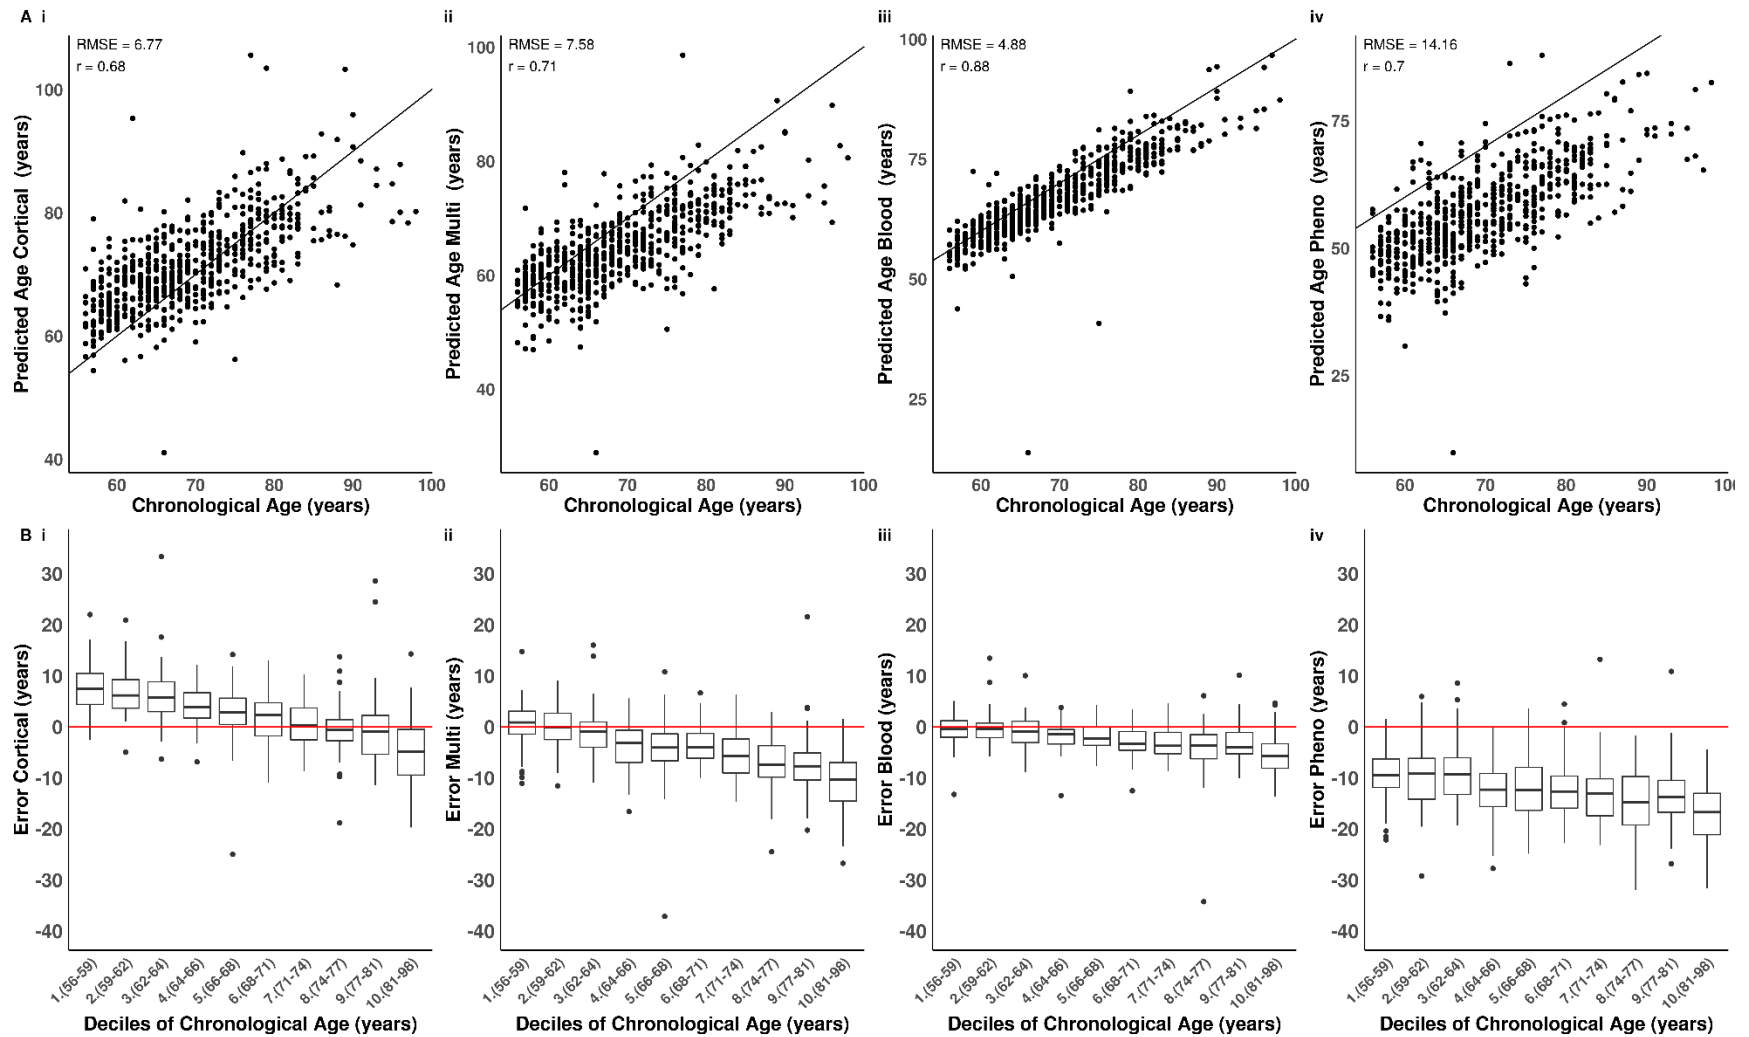 A i
RMSE = 6.77
r = 0.68
Predicted Age Cortical (years)
100
80
60
40
60 70 80 90 100
Chronological Age (years)
ii
RMSE = 7.58
r = 0.71
Predicted Age Multi (years)
100
80
60
40
60 70 80 90 100
Chronological Age (years)
iii
RMSE = 4.88
r = 0.88
Predicted Age Blood (years)
100
75
50
25
60 70 80 90 100
Chronological Age (years)
iv
RMSE = 14.16
r = 0.7
Predicted Age Pheno (years)
75
50
25
60 70 80 90 100
Chronological Age (years)
B i
Error Cortical (years)
30
20
10
0
-10
-20
-30
-40
1.(56-59) 2.(59-62) 3.(62-64) 4.(64-66) 5.(66-68) 6.(68-71) 7.(71-74) 8.(74-77) 9.(77-81) 10.(81-98)
Deciles of Chronological Age (years)
ii
Error Multi (years)
30
20
10
0
-10
-20
-30
-40
1.(56-59) 2.(59-62) 3.(62-64) 4.(64-66) 5.(66-68) 6.(68-71) 7.(71-74) 8.(74-77) 9.(77-81) 10.(81-98)
Deciles of Chronological Age (years)
iii
Error Blood (years)
30
20
10
0
-10
-20
-30
-40
1.(56-59) 2.(59-62) 3.(62-64) 4.(64-66) 5.(66-68) 6.(68-71) 7.(71-74) 8.(74-77) 9.(77-81) 10.(81-98)
Deciles of Chronological Age (years)
iv
Error Pheno (years)
30
20
10
0
-10
-20
-30
-40
1.(56-59) 2.(59-62) 3.(62-64) 4.(64-66) 5.(66-68) 6.(68-71) 7.(71-74) 8.(74-77) 9.(77-81) 10.(81-98)
Deciles of Chronological Age (years)